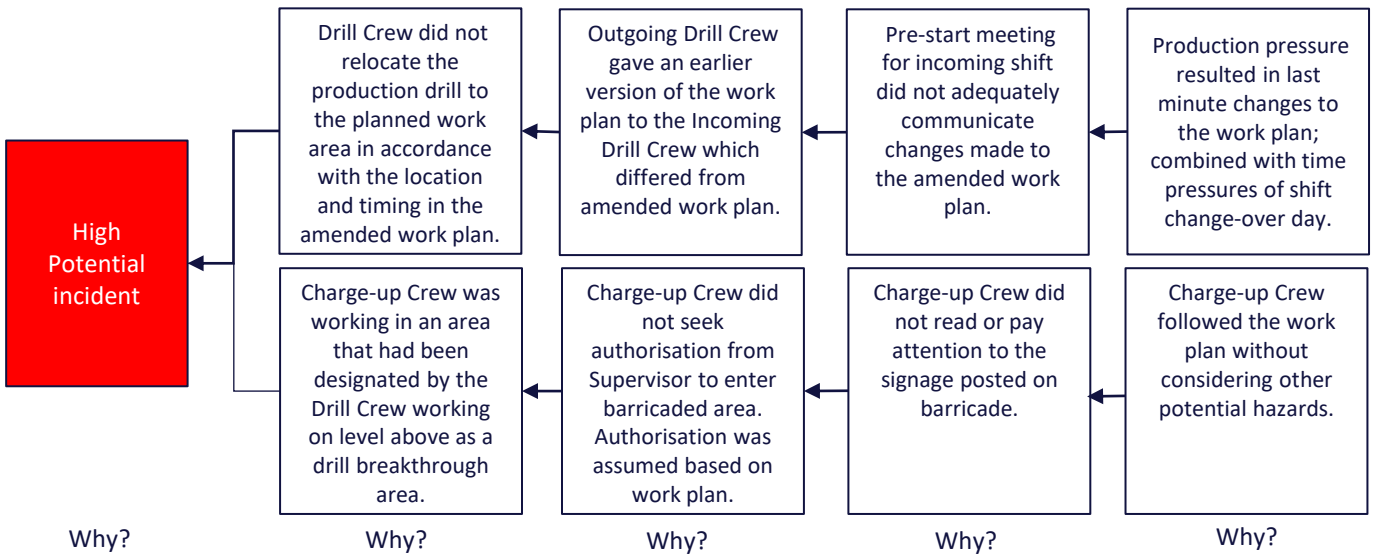 High
Potential
incident
Drill Crew did not
relocate the
production drill to
the planned work
area in accordance
with the location
and timing in the
amended work plan.
Outgoing Drill Crew
gave an earlier
version of the work
plan to the Incoming
Drill Crew which
differed from
amended work plan.
Pre-start meeting
for incoming shift
did not adequately
communicate
changes made to
the amended work
plan.
Production pressure
resulted in last
minute changes to
the work plan;
combined with time
pressures of shift
change-over day.
Charge-up Crew was
working in an area
that had been
designated by the
Drill Crew working
on level above as a
drill breakthrough
area.
Charge-up Crew did
not seek
authorisation from
Supervisor to enter
barricaded area.
Authorisation was
assumed based on
work plan.
Charge-up Crew did
not read or pay
attention to the
signage posted on
barricade.
Charge-up Crew
followed the work
plan without
considering other
potential hazards.
Why?
Why?
Why?
Why?
Why?